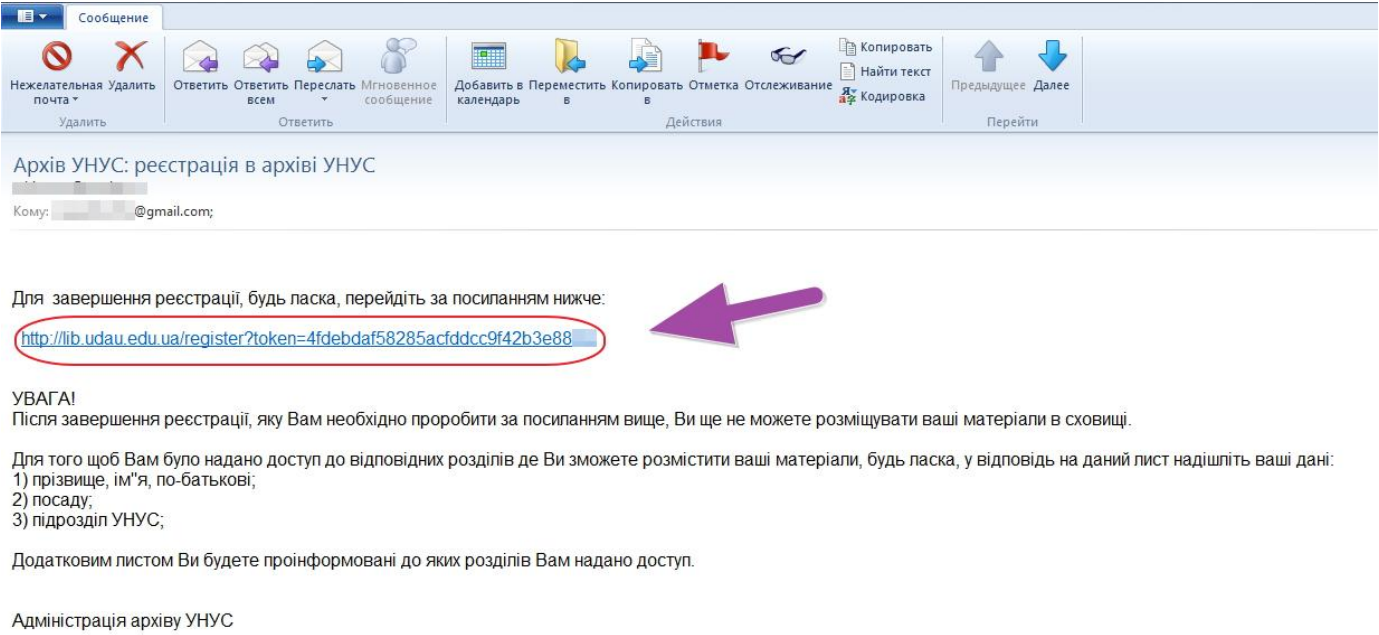 Сообщение
Нежелательная почта
Удалить
Ответить
Ответить всем
Переслать
Мгновенное сообщение
Добавить в календарь
Переместить в
Копировать в
Отметка
Отслеживание
Копировать
Найти текст
Кодировка
Предыдущее
Далее
Удалить
Ответить
Действия
Перейти
Архів УНУС: реєстрація в архіві УНУС
Кому: @gmail.com;
Для завершення реєстрації, будь ласка, перейдіть за посиланням нижче:
http://lib.udau.edu.ua/register?token=4fdebdaf58285acfddcc9f42b3e88
УВАГА!
Після завершення реєстрації, яку Вам необхідно проробити за посиланням вище, Ви ще не можете розміщувати ваші матеріали в сховищі.
Для того щоб Вам було надано доступ до відповідних розділів де Ви зможете розмістити ваші матеріали, будь ласка, у відповідь на даний лист надішліть ваші дані:
1) прізвище, ім"я, по-батькові;
2) посаду;
3) підрозділ УНУС;
Додатковим листом Ви будете проінформовані до яких розділів Вам надано доступ.
Адміністрація архіву УНУС